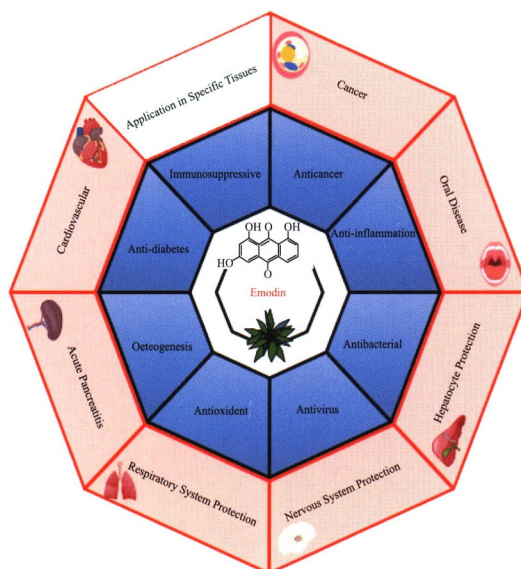 Application in Specific Tissues
Cancer
Oral Disease
Hepatocyte Protection
Nervous System Protection
Respiratory System Protection
Acute Pancreatitis
Cardiovascular
Immunosuppressive
Anticancer
Anti-inflammation
Antibacterial
Antivirus
Antioxident
Oeteogenesis
Anti-diabetes
OH O OH
HO
O
Emodin